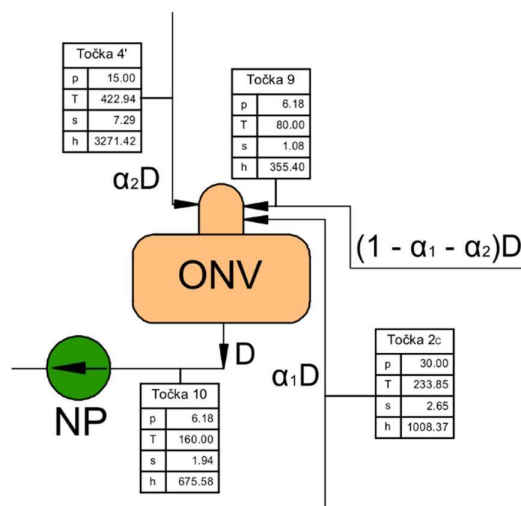 Točka 4'
p 15.00
T 422.94
s 7.29
h 3271.42
Točka 9
p 6.18
T 80.00
s 1.08
h 355.40
α₂D
(1 - α₁ - α₂)D
ONV
D
α₁D
Točka 2c
p 30.00
T 233.85
s 2.65
h 1008.37
NP
Točka 10
p 6.18
T 160.00
s 1.94
h 675.58